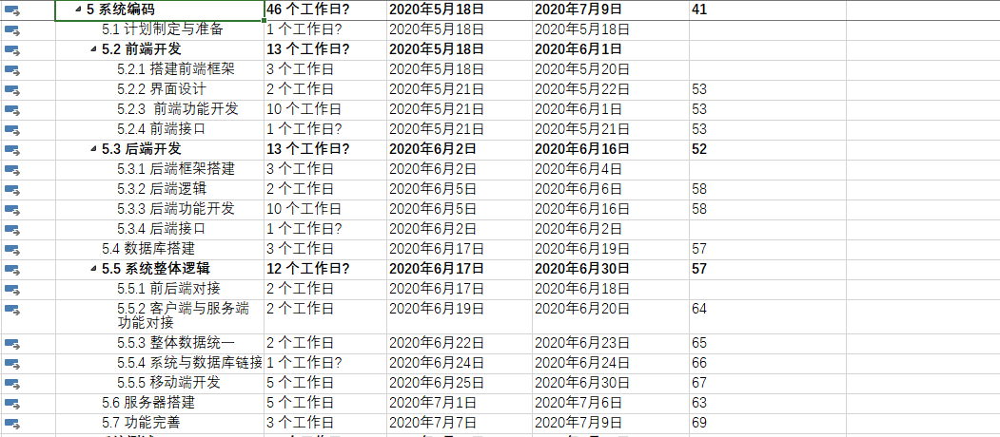 5 系统编码 46 个工作日? 2020年5月18日 2020年7月9日 41
5.1 计划制定与准备 1 个工作日? 2020年5月18日 2020年5月18日
5.2 前端开发 13 个工作日? 2020年5月18日 2020年6月1日
5.2.1 搭建前端框架 3 个工作日 2020年5月18日 2020年5月20日
5.2.2 界面设计 2 个工作日 2020年5月21日 2020年5月22日 53
5.2.3 前端功能开发 10 个工作日 2020年5月21日 2020年6月1日 53
5.2.4 前端接口 1 个工作日? 2020年5月21日 2020年5月21日 53
5.3 后端开发 13 个工作日? 2020年6月2日 2020年6月16日 52
5.3.1 后端框架搭建 3 个工作日 2020年6月2日 2020年6月4日
5.3.2 后端逻辑 2 个工作日 2020年6月5日 2020年6月6日 58
5.3.3 后端功能开发 10 个工作日 2020年6月5日 2020年6月16日 58
5.3.4 后端接口 1 个工作日? 2020年6月2日 2020年6月2日
5.4 数据库搭建 3 个工作日 2020年6月17日 2020年6月19日 57
5.5 系统整体逻辑 12 个工作日? 2020年6月17日 2020年6月30日 57
5.5.1 前后端对接 2 个工作日 2020年6月17日 2020年6月18日
5.5.2 客户端与服务端 2 个工作日 2020年6月19日 2020年6月20日 64
功能对接
5.5.3 整体数据统一 2 个工作日 2020年6月22日 2020年6月23日 65
5.5.4 系统与数据库链接 1 个工作日? 2020年6月24日 2020年6月24日 66
5.5.5 移动端开发 5 个工作日 2020年6月25日 2020年6月30日 67
5.6 服务器搭建 5 个工作日 2020年7月1日 2020年7月6日 63
5.7 功能完善 3 个工作日 2020年7月7日 2020年7月9日 69